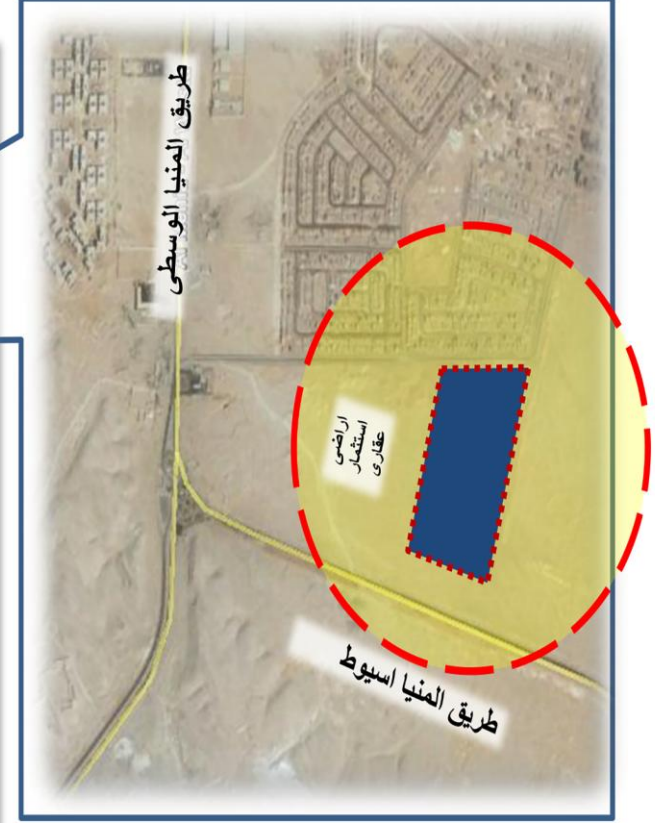 طريق المنيا الوسطى
اراضى
استثمار
عقارى
طريق المنيا اسيوط